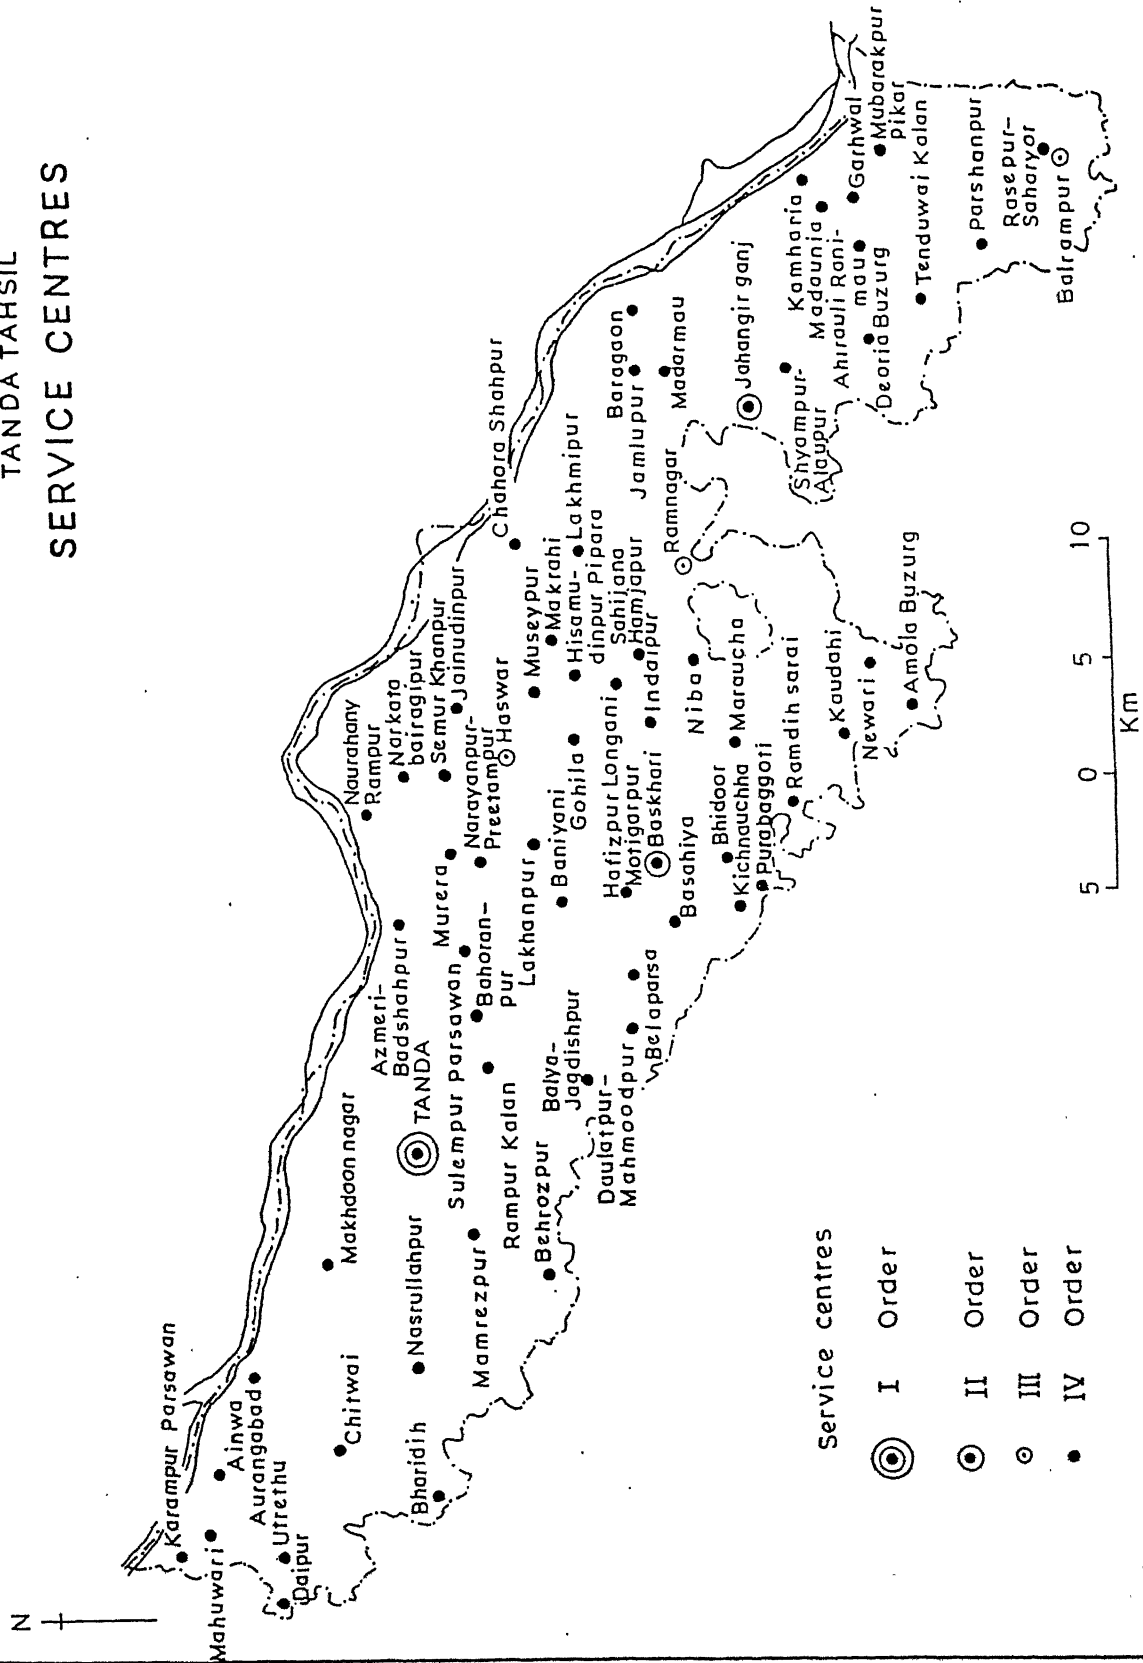 TANDA TAHSIL
SERVICE CENTRES
N
Karampur Parsawan
Mahuwari
Ainwa
Aurangabad
Utrethu
Daipur
Chitwai
Bharidih
Makhdoonnagar
Nasrullahpur
Mamrezpur
Behrozpur
Rampur Kalan
TANDA
Azmeri-
Badshahpur
Sulempur Parsawan
Bahoran-
pur
Murera
Lakhanpur
Balya-
Jagdishpur
Daulatpur-
Mahmoodpur
Belaparsa
Naurahany
Rampur
Narkata
bairagipur
Semur Khanpur
Jainudinpur
Narayanpur-
Preetampur
Haswar
Baniyani
Gohila
Hafizpur Longani
Motigarpur
Baskhari
Basahiya
Bhidoor
Kichnauchha
Purabaggoti
Chahora Shahpur
Museypur
Makrahi
Hisamu-
dinpur Pipara
Lakhmipur
Sahijana
Hamjapur
Indaipur
Niba
Maraucha
Ramdih sarai
Kaudahi
Newari
Amola Buzurg
Ramnagar
Baragaon
Jamlupur
Madarmau
Jahangir ganj
Shyampur-
Alaupur
Kamharia
Madaunia
Ahirauli Rani-
mau
Deoria Buzurg
Garhwal
Mubarakpur
Pikar
Tenduwai Kalan
Parshanpur
Rasepur-
Saharyar
Balrampur
Service centres
I Order
II Order
III Order
IV Order
5 0 5 10
Km